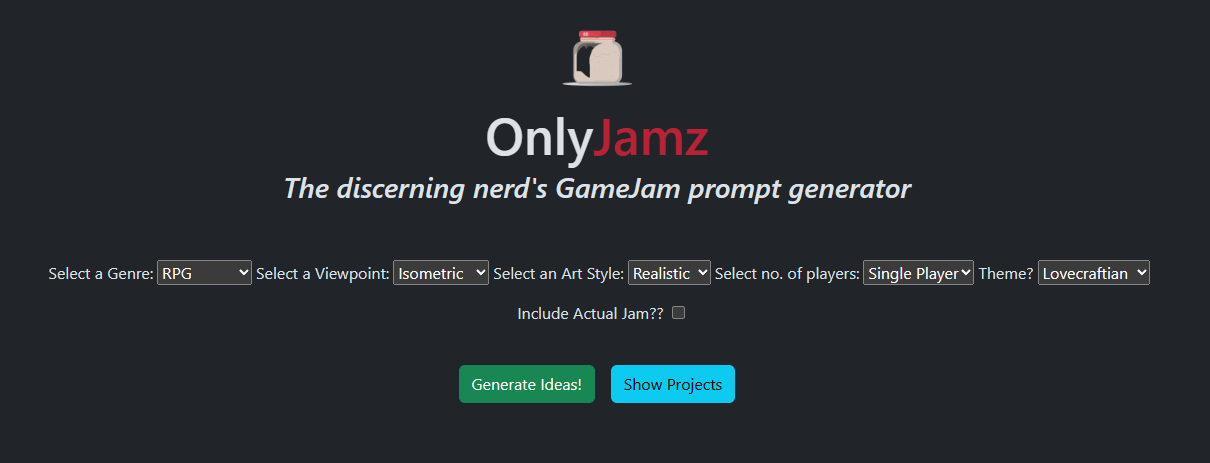 OnlyJamz
The discerning nerd's GameJam prompt generator
Select a Genre: RPG Select a Viewpoint: Isometric Select an Art Style: Realistic Select no. of players: Single Player Theme? Lovecraftian
Include Actual Jam??
Generate Ideas! Show Projects